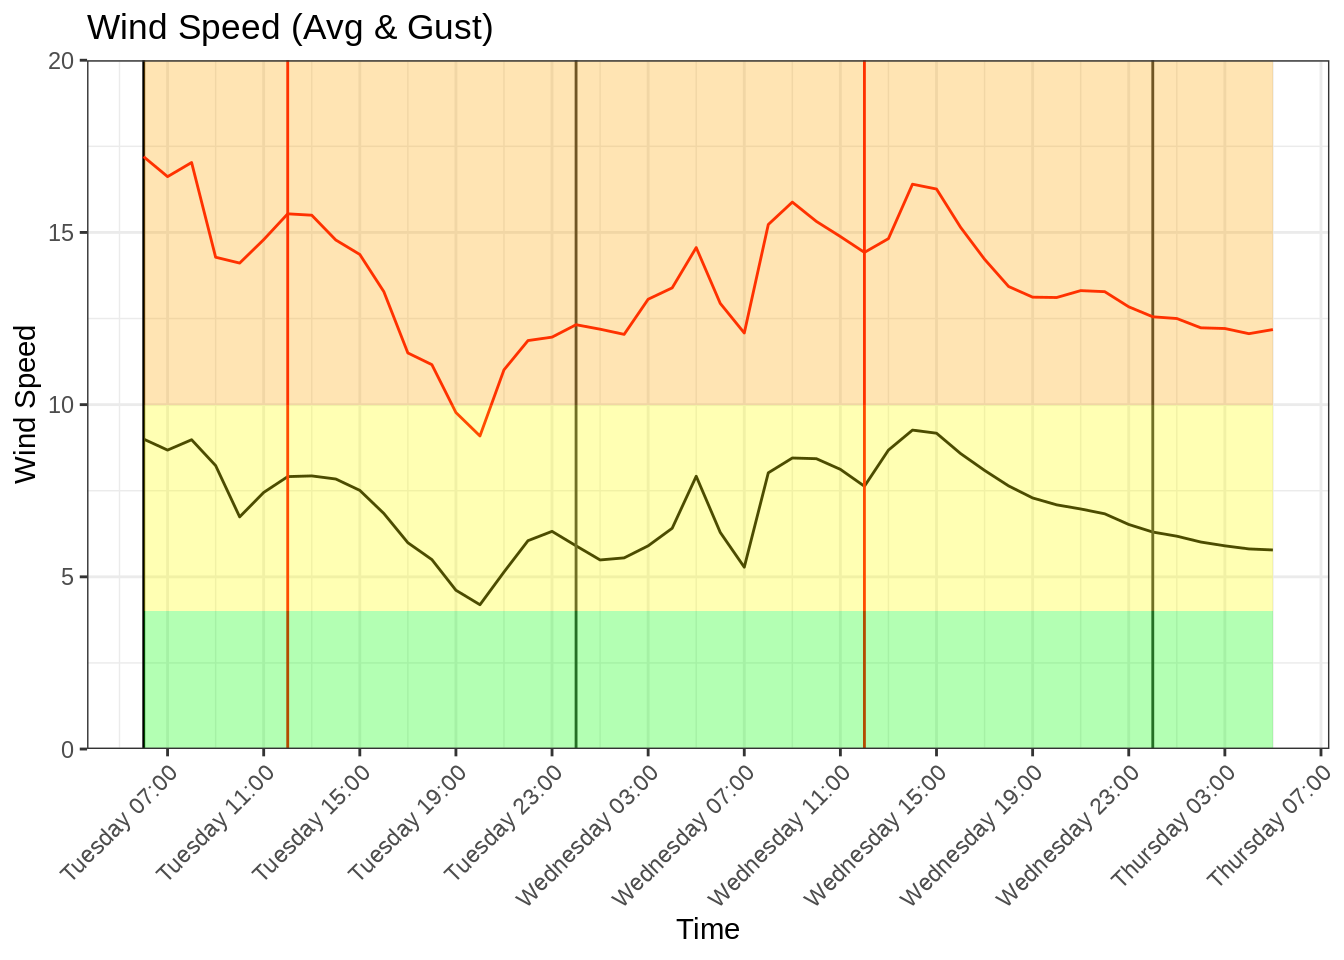 Wind Speed (Avg & Gust)
20
15
10
5
0
Wind Speed
Tuesday 07:00
Tuesday 11:00
Tuesday 15:00
Tuesday 19:00
Tuesday 23:00
Wednesday 03:00
Wednesday 07:00
Wednesday 11:00
Wednesday 15:00
Wednesday 19:00
Wednesday 23:00
Thursday 03:00
Thursday 07:00
Time